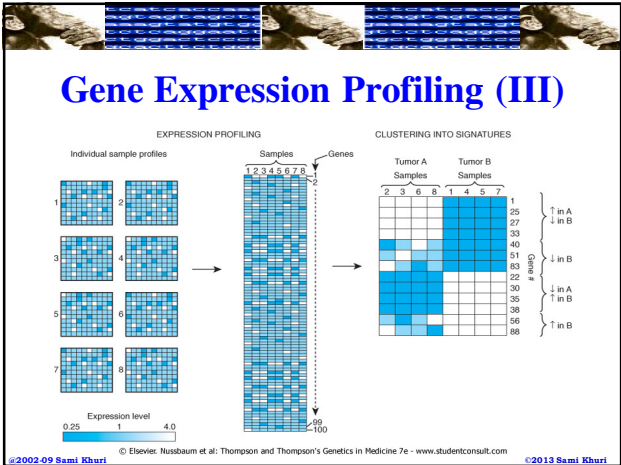 Gene Expression Profiling (III)
EXPRESSION PROFILING
Individual sample profiles
1
2
3
4
5
6
7
8
Expression level
0.25 1 4.0
Samples
Genes
1 2 3 4 5 6 7 8
1
2
99
100
CLUSTERING INTO SIGNATURES
Tumor A
Samples
Tumor B
Samples
2 3 6 8 1 4 5 7
1
25
27
33
40
51
83
22
30
35
38
56
88
Gene #
↑ in A
↓ in B
↓ in B
↓ in A
↑ in B
↑ in B
© Elsevier. Nussbaum et al: Thompson and Thompson's Genetics in Medicine 7e - www.studentconsult.com
@2002-09 Sami Khuri
©2013 Sami Khuri